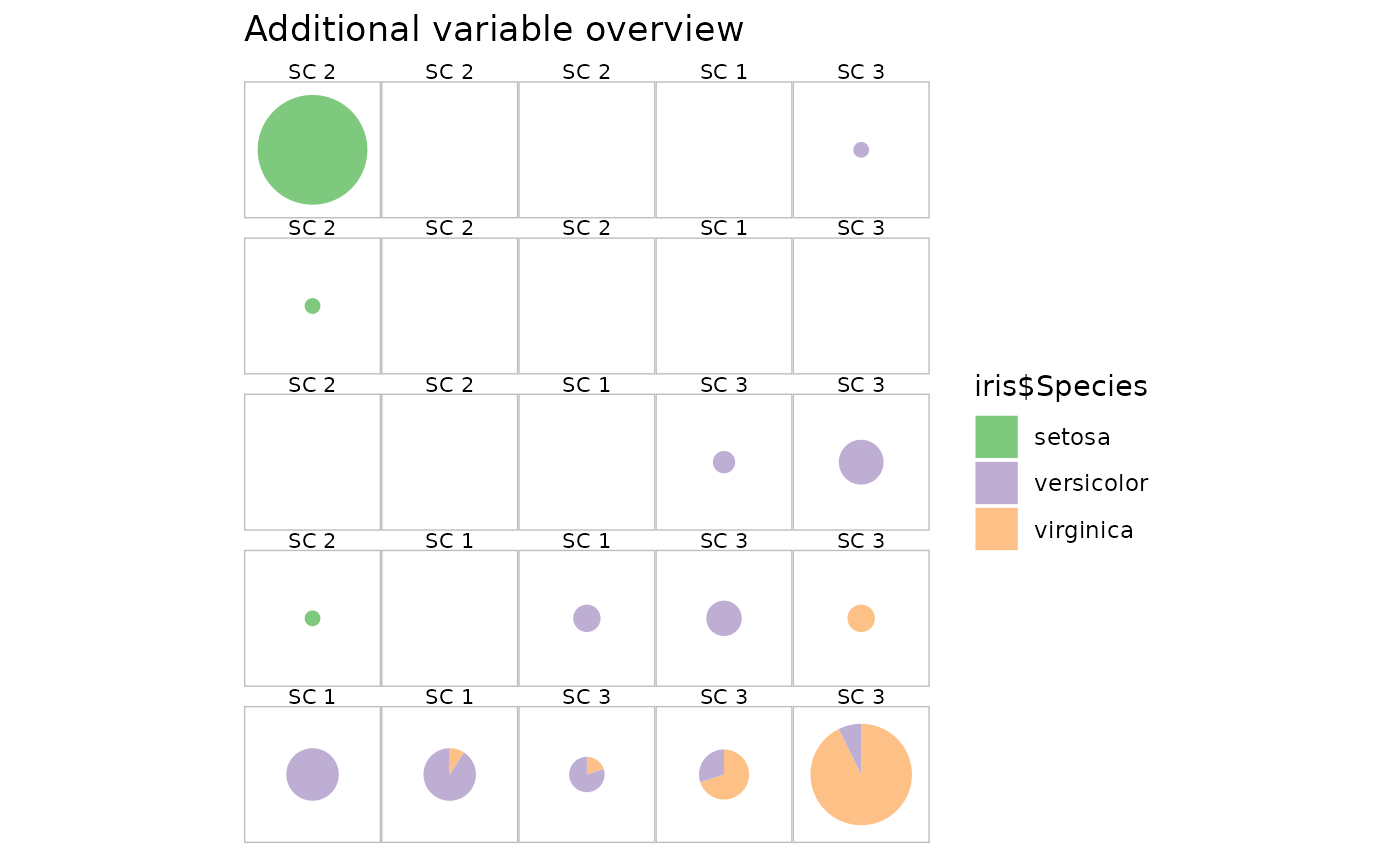 Additional variable overview
SC 2 SC 2 SC 2 SC 1 SC 3
SC 2 SC 2 SC 2 SC 1 SC 3
SC 2 SC 2 SC 1 SC 3 SC 3
SC 2 SC 1 SC 1 SC 3 SC 3
SC 1 SC 1 SC 3 SC 3 SC 3
iris$Species
setosa
versicolor
virginica